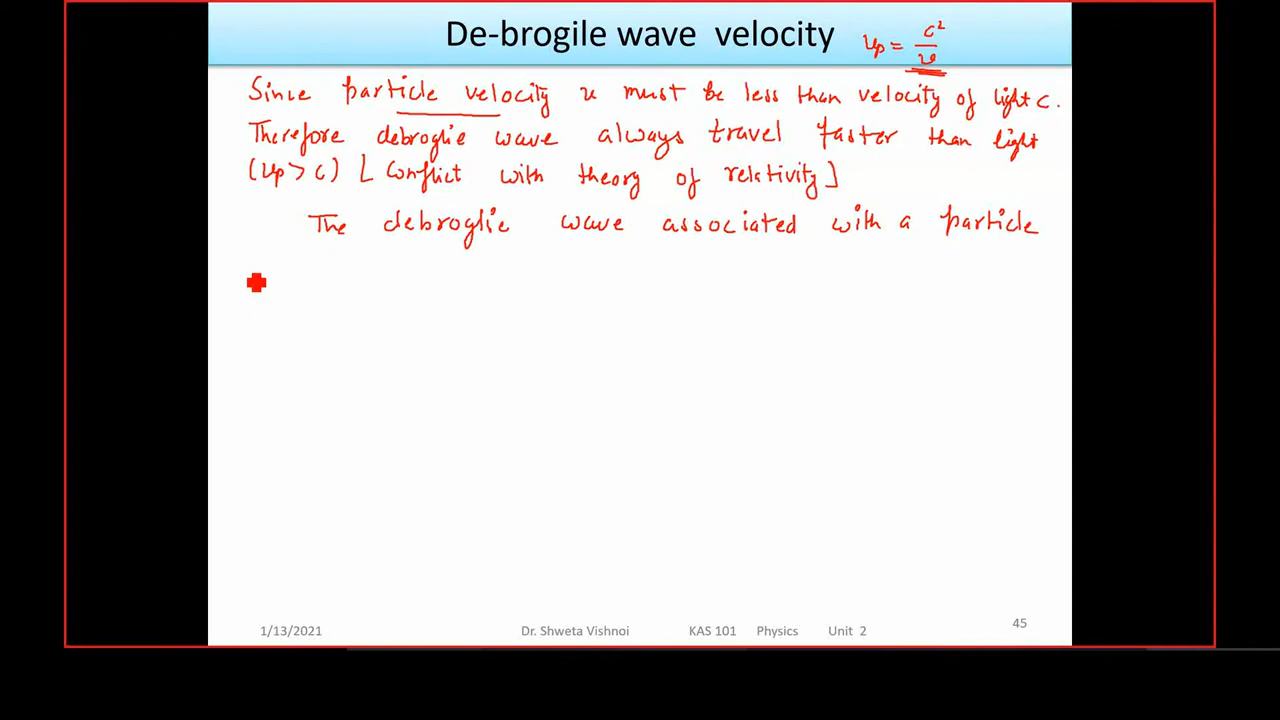 De-brogile wave velocity υp = c²/υ
Since particle velocity υ must be less than velocity of light c.
Therefore debroglie wave always travel faster than light
(υp > c) [Conflict with theory of relativity]
The debroglie wave associated with a particle
1/13/2021 Dr. Shweta Vishnoi KAS 101 Physics Unit 2 45